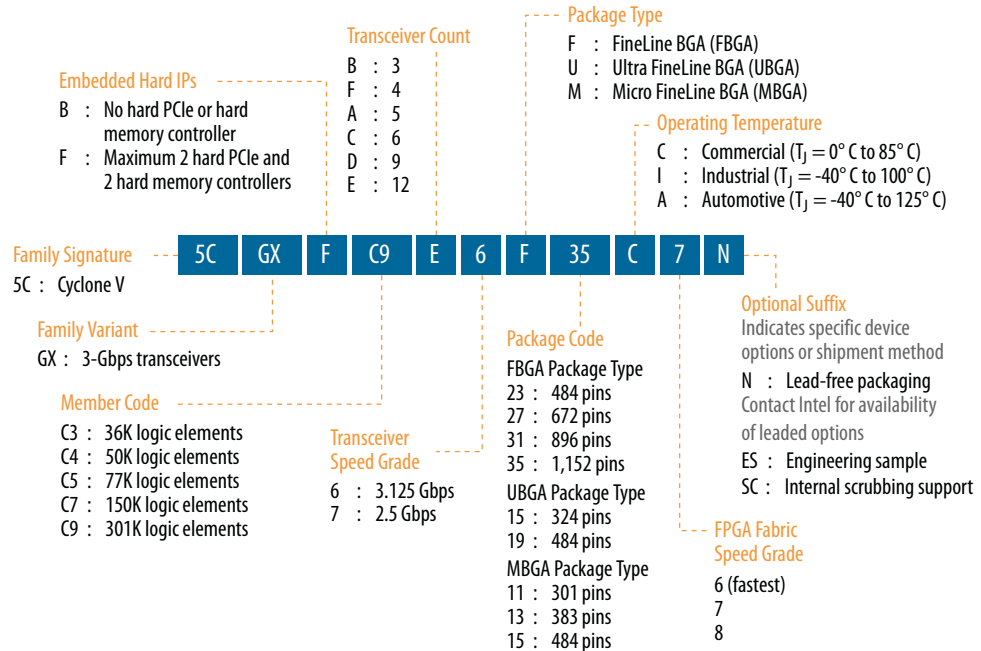 Package Type
F : FineLine BGA (FBGA)
U : Ultra FineLine BGA (UBGA)
M : Micro FineLine BGA (MBGA)
Transceiver Count
B : 3
F : 4
A : 5
C : 6
D : 9
E : 12
Embedded Hard IPs
B : No hard PCIe or hard
memory controller
F : Maximum 2 hard PCIe and
2 hard memory controllers
Operating Temperature
C : Commercial (TJ = 0° C to 85° C)
I : Industrial (TJ = -40° C to 100° C)
A : Automotive (TJ = -40° C to 125° C)
Family Signature
5C : Cyclone V
5C GX F C9 E 6 F 35 C 7 N
Family Variant
GX : 3-Gbps transceivers
Member Code
C3 : 36K logic elements
C4 : 50K logic elements
C5 : 77K logic elements
C7 : 150K logic elements
C9 : 301K logic elements
Transceiver
Speed Grade
6 : 3.125 Gbps
7 : 2.5 Gbps
Package Code
FBGA Package Type
23 : 484 pins
27 : 672 pins
31 : 896 pins
35 : 1,152 pins
UBGA Package Type
15 : 324 pins
19 : 484 pins
MBGA Package Type
11 : 301 pins
13 : 383 pins
15 : 484 pins
Optional Suffix
Indicates specific device
options or shipment method
N : Lead-free packaging
Contact Intel for availability
of leaded options
ES : Engineering sample
SC : Internal scrubbing support
FPGA Fabric
Speed Grade
6 (fastest)
7
8